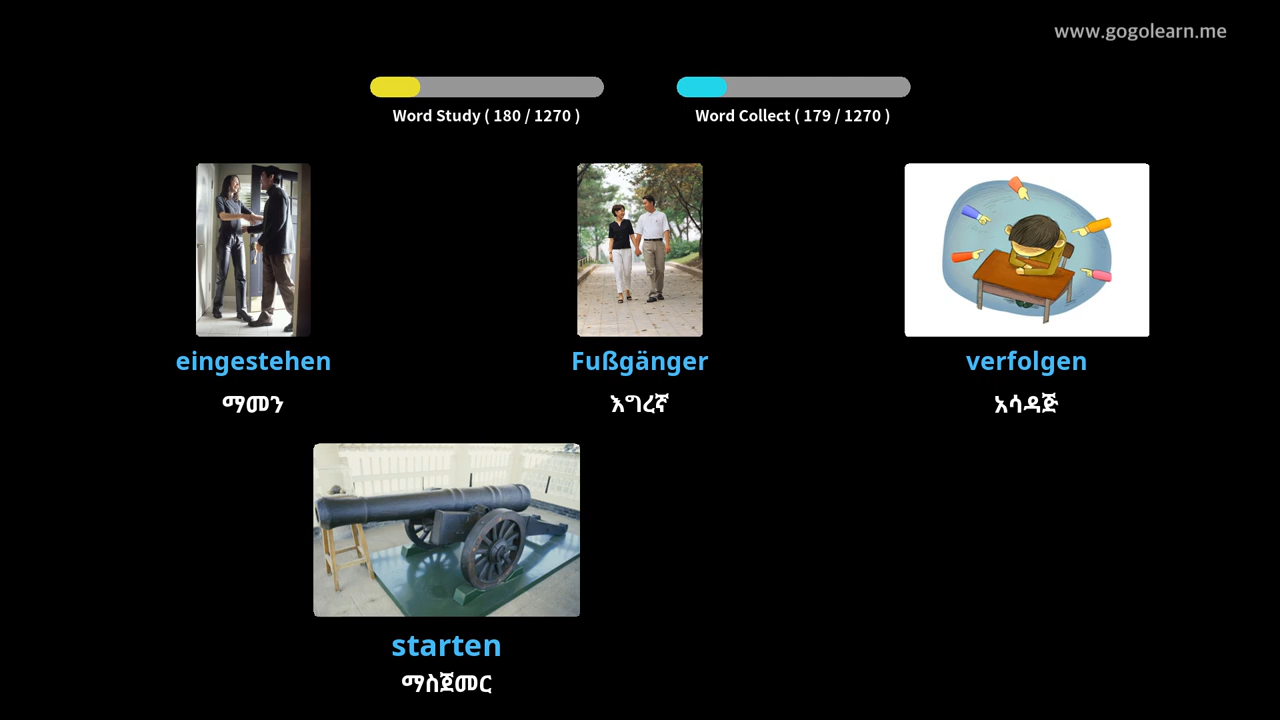 www.gogolearn.me
Word Study ( 180 / 1270 )
Word Collect ( 179 / 1270 )
eingestehen
ማመን
Fußgänger
እግረኛ
verfolgen
አሳዳጅ
starten
ማስጀመር